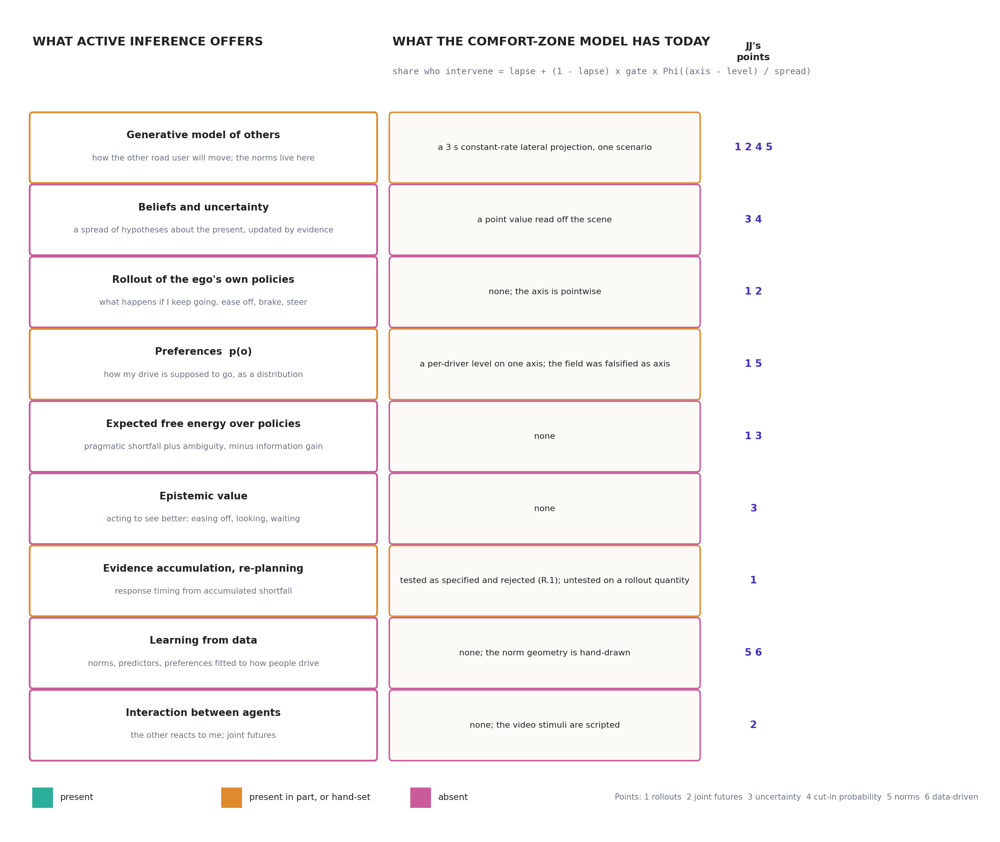 WHAT ACTIVE INFERENCE OFFERS
WHAT THE COMFORT-ZONE MODEL HAS TODAY
JJ's
points
share who intervene = lapse + (1 - lapse) x gate x Phi((axis - level) / spread)
Generative model of others
how the other road user will move; the norms live here
a 3 s constant-rate lateral projection, one scenario
1 2 4 5
Beliefs and uncertainty
a spread of hypotheses about the present, updated by evidence
a point value read off the scene
3 4
Rollout of the ego's own policies
what happens if I keep going, ease off, brake, steer
none; the axis is pointwise
1 2
Preferences  p(o)
how my drive is supposed to go, as a distribution
a per-driver level on one axis; the field was falsified as axis
1 5
Expected free energy over policies
pragmatic shortfall plus ambiguity, minus information gain
none
1 3
Epistemic value
acting to see better: easing off, looking, waiting
none
3
Evidence accumulation, re-planning
response timing from accumulated shortfall
tested as specified and rejected (R.1); untested on a rollout quantity
1
Learning from data
norms, predictors, preferences fitted to how people drive
none; the norm geometry is hand-drawn
5 6
Interaction between agents
the other reacts to me; joint futures
none; the video stimuli are scripted
2
present
present in part, or hand-set
absent
Points: 1 rollouts  2 joint futures  3 uncertainty  4 cut-in probability  5 norms  6 data-driven